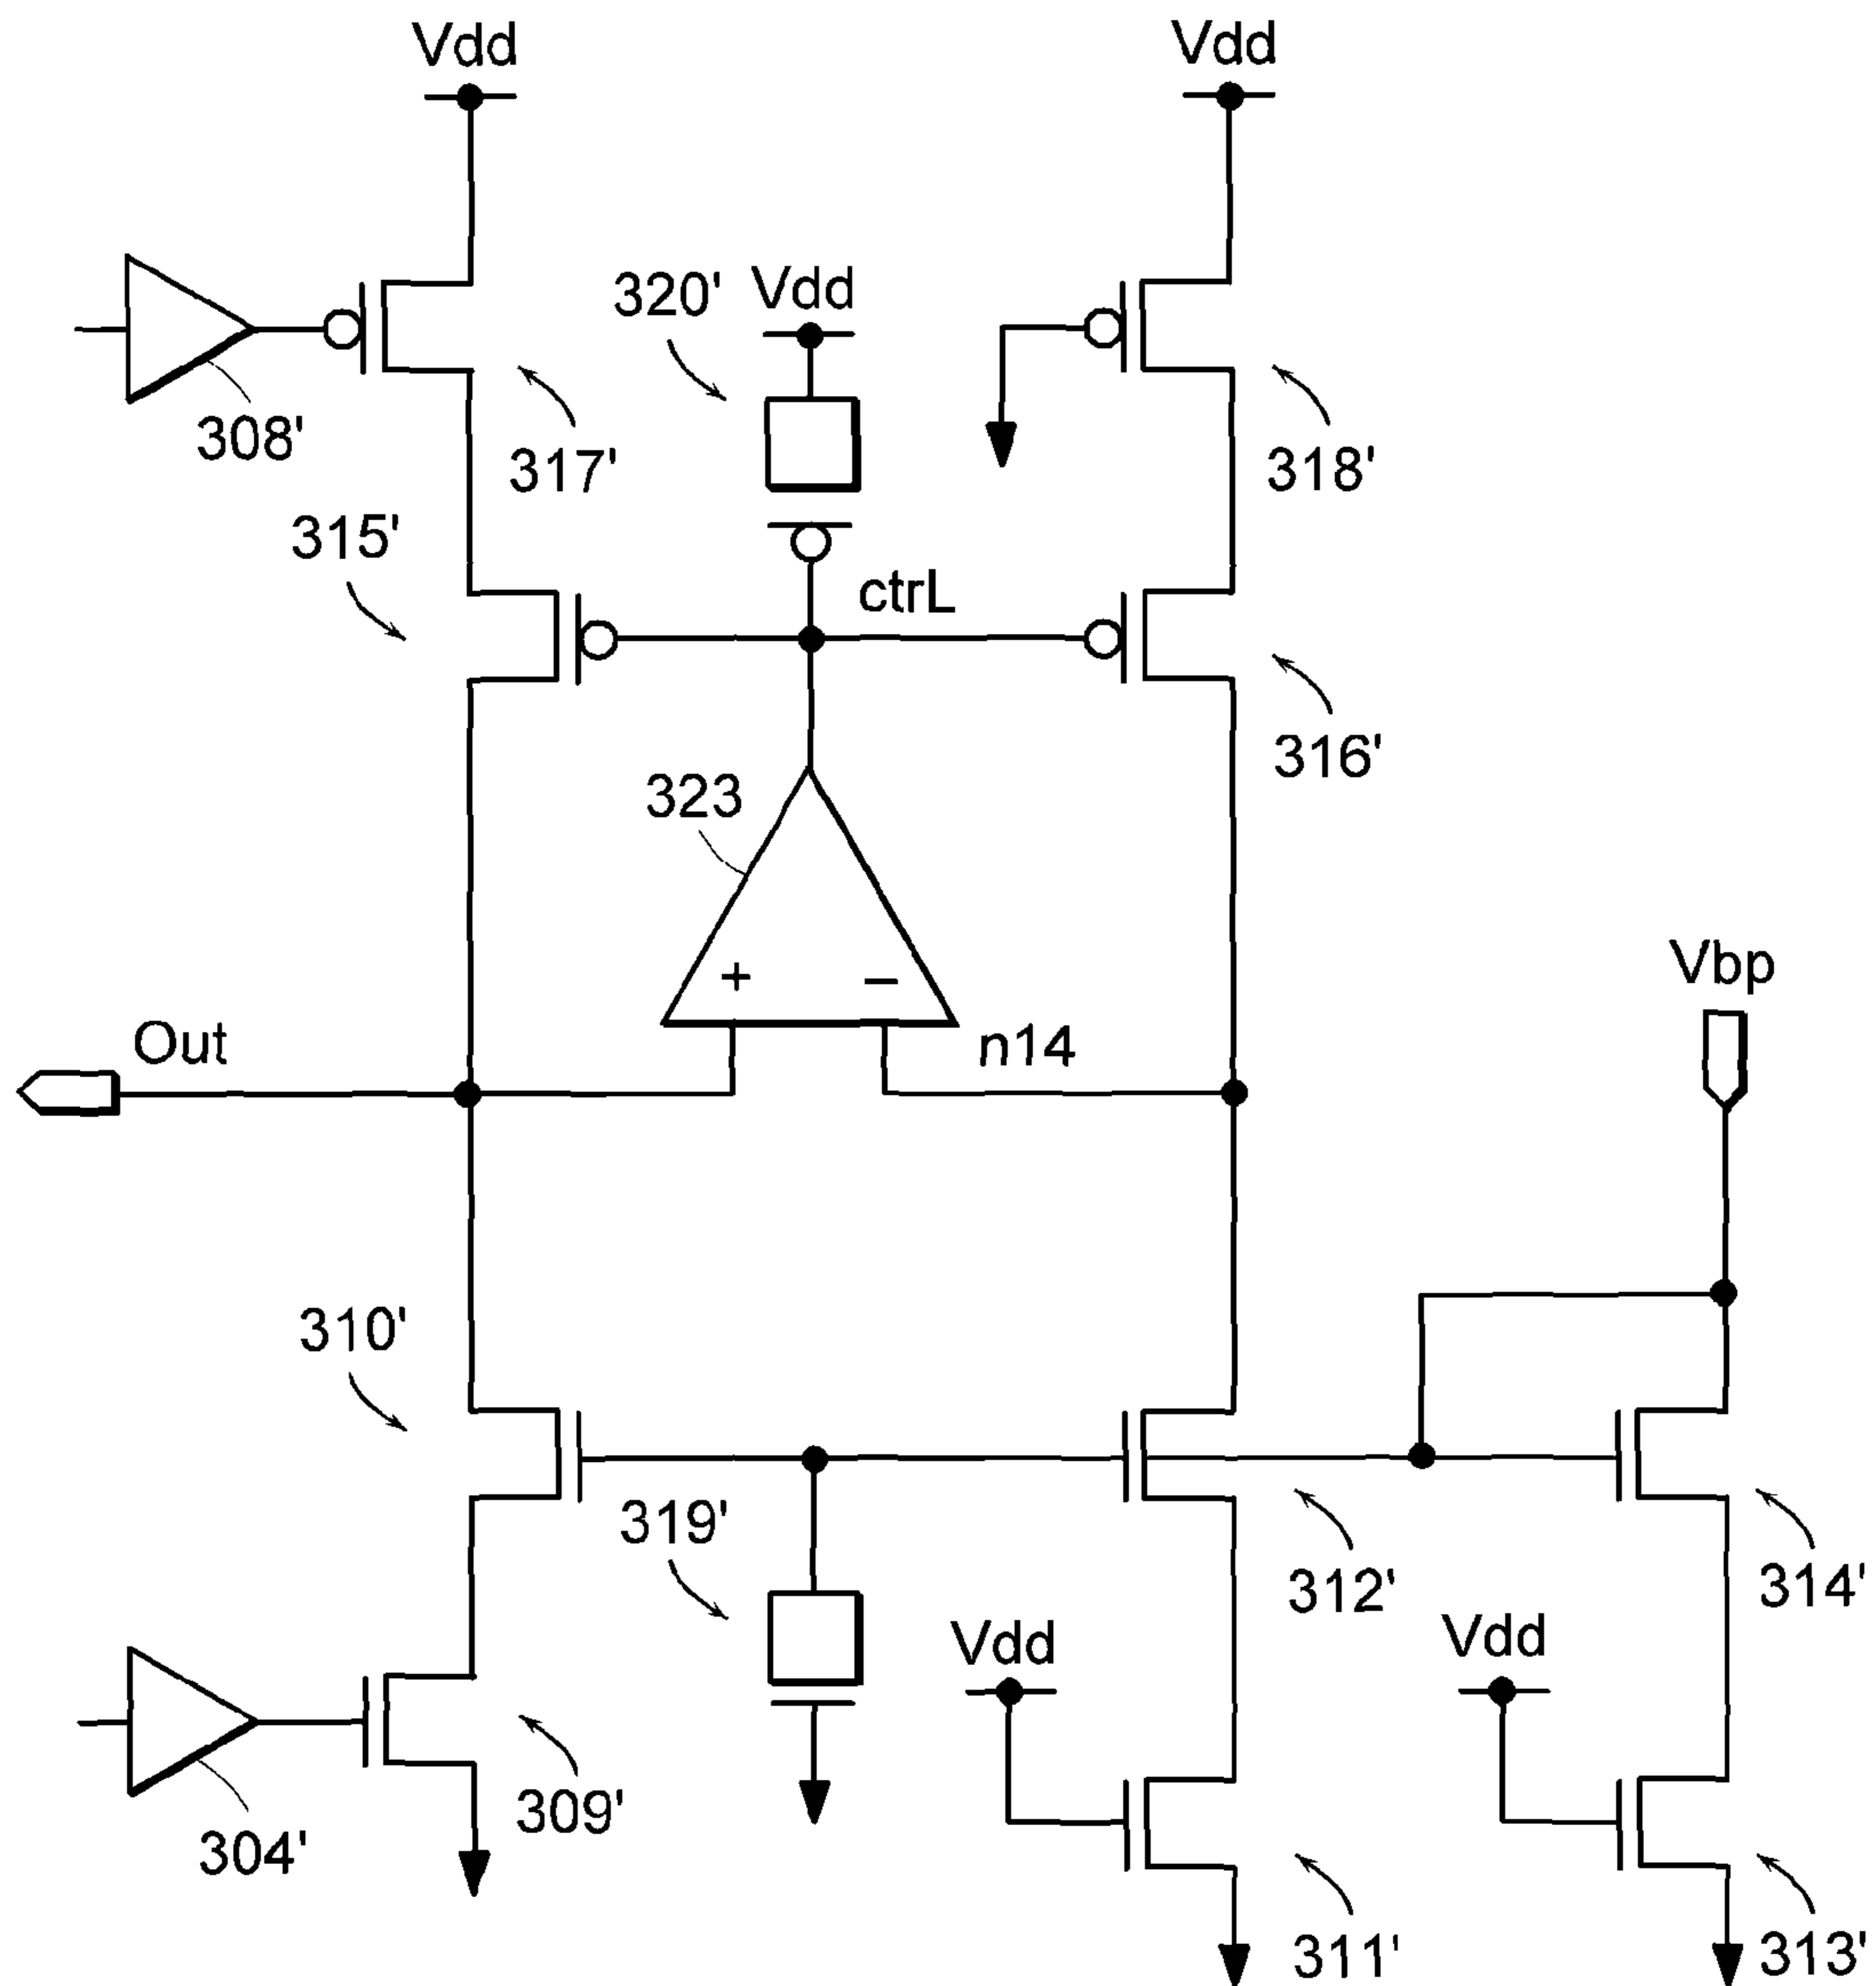 Vdd
Vdd
320'
Vdd
308'
317'
318'
315'
ctrL
316'
323
+
−
Vbp
Out
n14
310'
319'
312'
314'
Vdd
Vdd
304'
309'
311'
313'